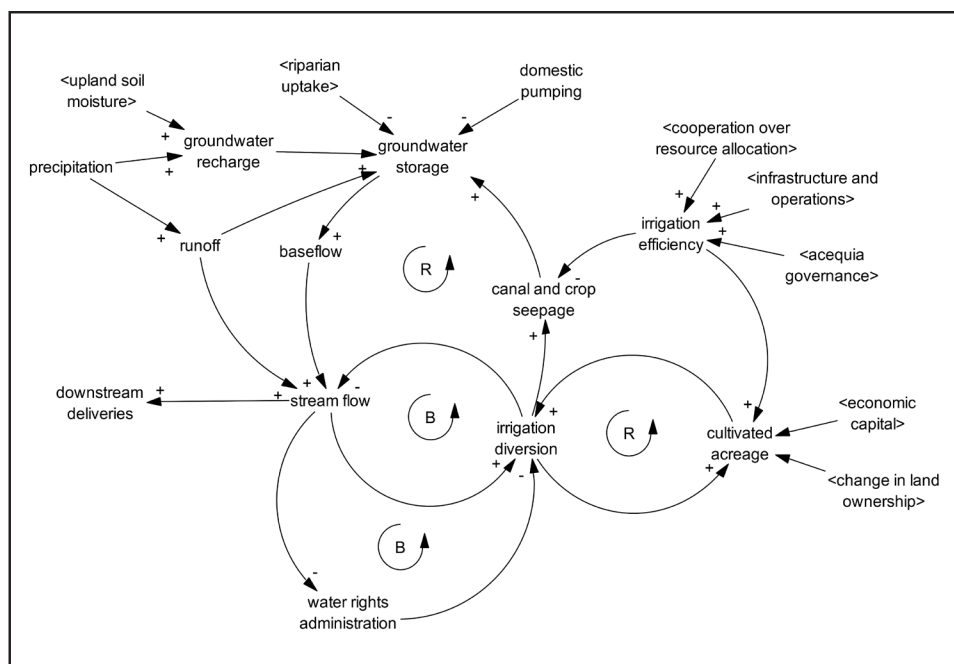 <upland soil
moisture>
<riparian
uptake>
domestic
pumping
precipitation
+
+
groundwater
recharge
-
-
groundwater
storage
+
+
<cooperation over
resource allocation>
<infrastructure and
operations>
<acequia
governance>
+
+
+
irrigation
efficiency
+
runoff
+
baseflow
R
-
canal and crop
seepage
+
downstream
deliveries
+
+
+
-
stream flow
B
+
irrigation
diversion
+
-
R
+
cultivated
acreage
+
<economic
capital>
<change in land
ownership>
B
-
water rights
administration